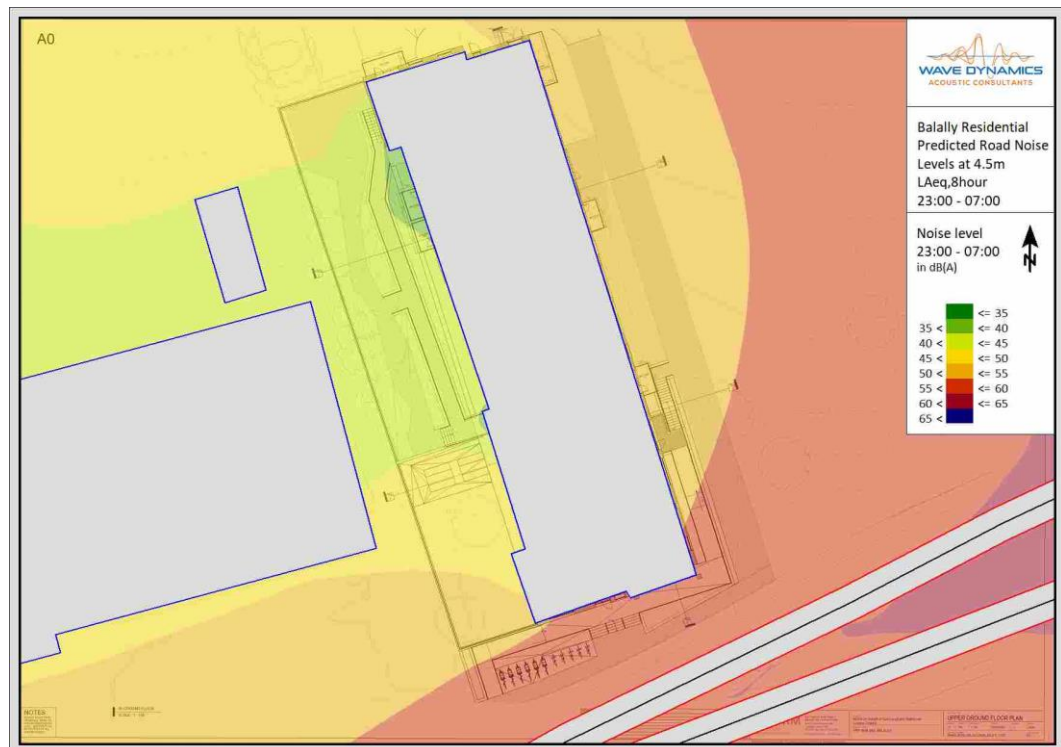 A0
WAVE DYNAMICS
ACOUSTIC CONSULTANTS
Balally Residential
Predicted Road Noise
Levels at 4.5m
LAeq,8hour
23:00 - 07:00
Noise level
23:00 - 07:00
in dB(A)
N
<= 35
35 < <= 40
40 < <= 45
45 < <= 50
50 < <= 55
55 < <= 60
60 < <= 65
65 <
NOTES
UPPER GROUND FLOOR PLAN